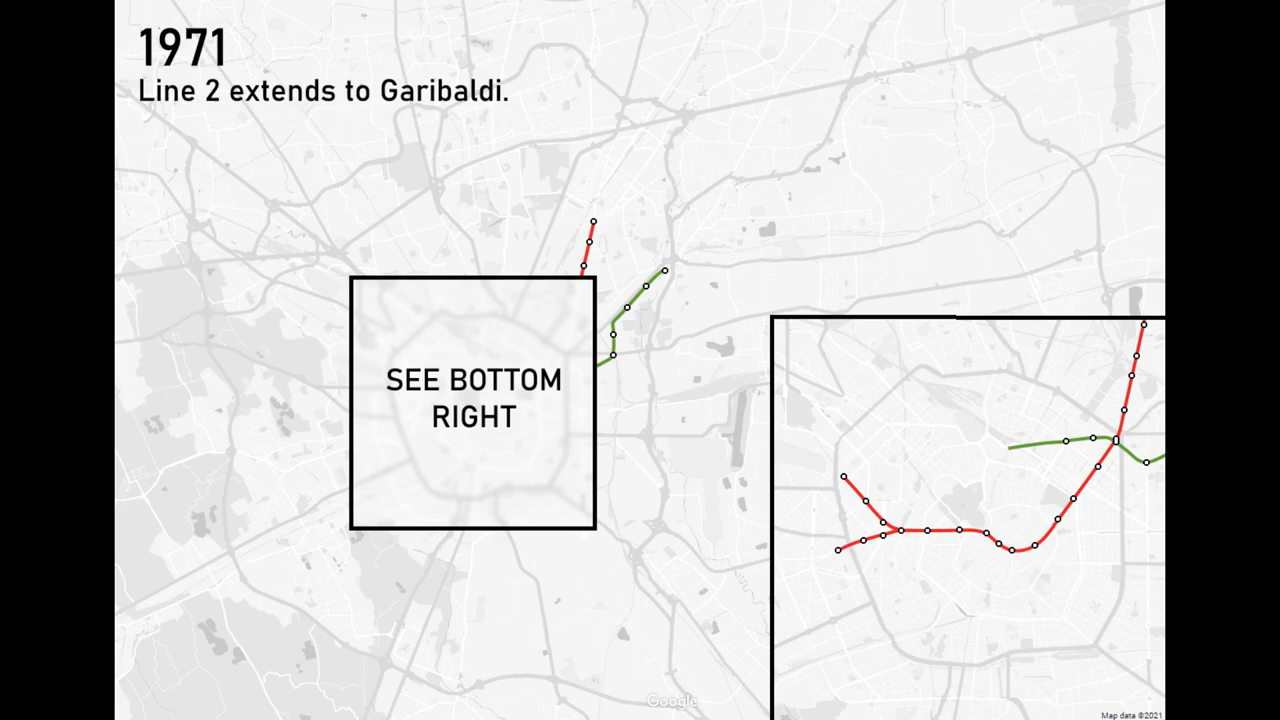 1971
Line 2 extends to Garibaldi.
SEE BOTTOM
RIGHT
Google
Map data ©2021